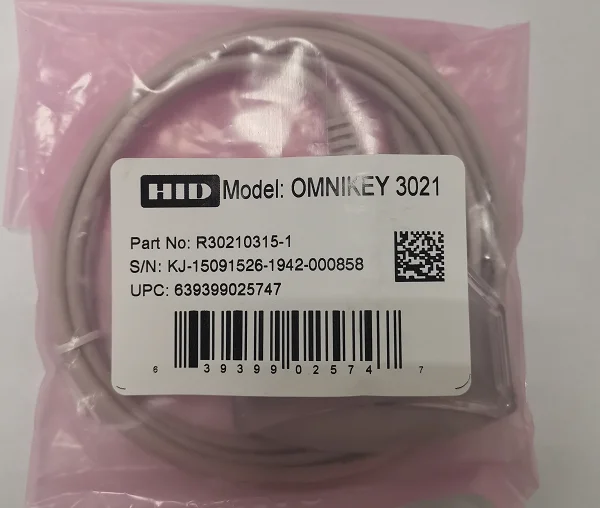 HID Model: OMNIKEY 3021
Part No: R30210315-1
S/N: KJ-15091526-1942-000858
UPC: 639399025747
6 39399 02574 7